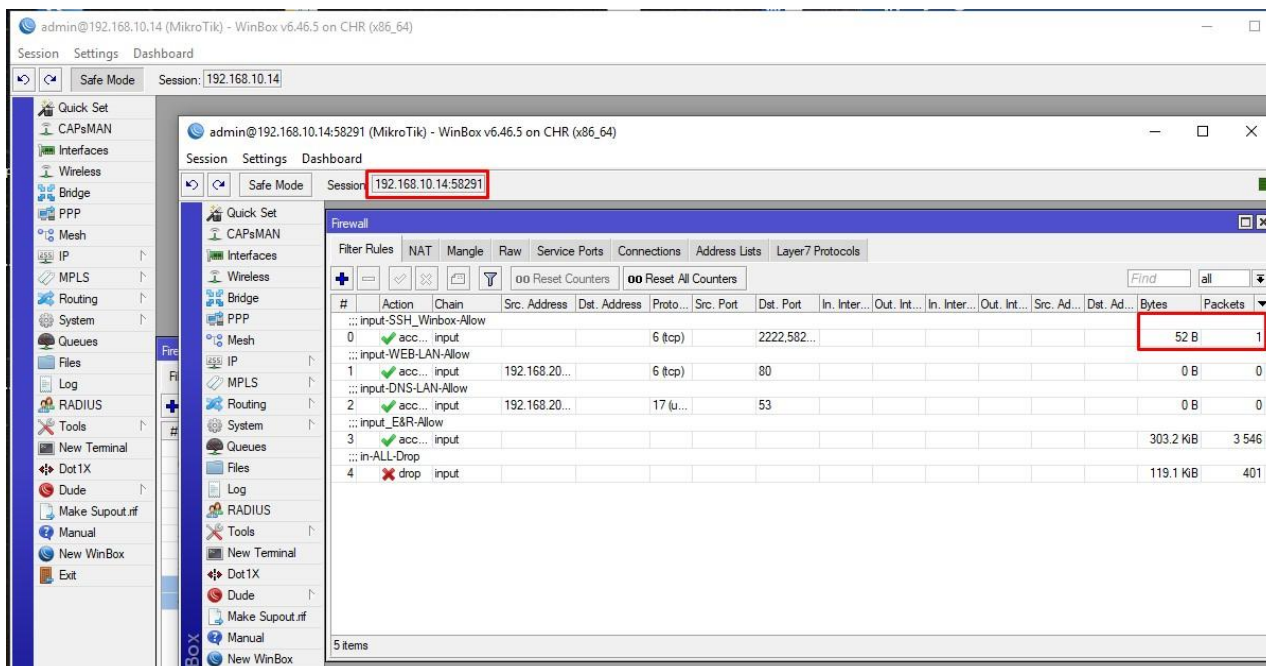 admin@192.168.10.14 (MikroTik) - WinBox v6.46.5 on CHR (x86_64)
Session Settings Dashboard
Safe Mode Session: 192.168.10.14
Quick Set
CAPsMAN
Interfaces
Wireless
Bridge
PPP
Mesh
IP
MPLS
Routing
System
Queues
Files
Log
RADIUS
Tools
New Terminal
Dot1X
Dude
Make Supout.rif
Manual
New WinBox
Exit
Fire
Fi
#
admin@192.168.10.14:58291 (MikroTik) - WinBox v6.46.5 on CHR (x86_64)
Session Settings Dashboard
Safe Mode Session 192.168.10.14:58291
Quick Set
CAPsMAN
Interfaces
Wireless
Bridge
PPP
Mesh
IP
MPLS
Routing
System
Queues
Files
Log
RADIUS
Tools
New Terminal
Dot1X
Dude
Make Supout.rif
Manual
New WinBox
Box
Firewall
Filter Rules NAT Mangle Raw Service Ports Connections Address Lists Layer7 Protocols
00 Reset Counters 00 Reset All Counters Find all
# Action Chain Src. Address Dst. Address Proto... Src. Port Dst. Port In. Inter... Out. Int... In. Inter... Out. Int... Src. Ad... Dst. Ad... Bytes Packets
;;; input-SSH_Winbox-Allow
0 acc... input 6 (tcp) 2222,582... 52 B 1
;;; input-WEB-LAN-Allow
1 acc... input 192.168.20... 6 (tcp) 80 0 B 0
;;; input-DNS-LAN-Allow
2 acc... input 192.168.20... 17 (u... 53 0 B 0
;;; input_E&R-Allow
3 acc... input 303.2 KiB 3 546
;;; in-ALL-Drop
4 drop input 119.1 KiB 401
5 items